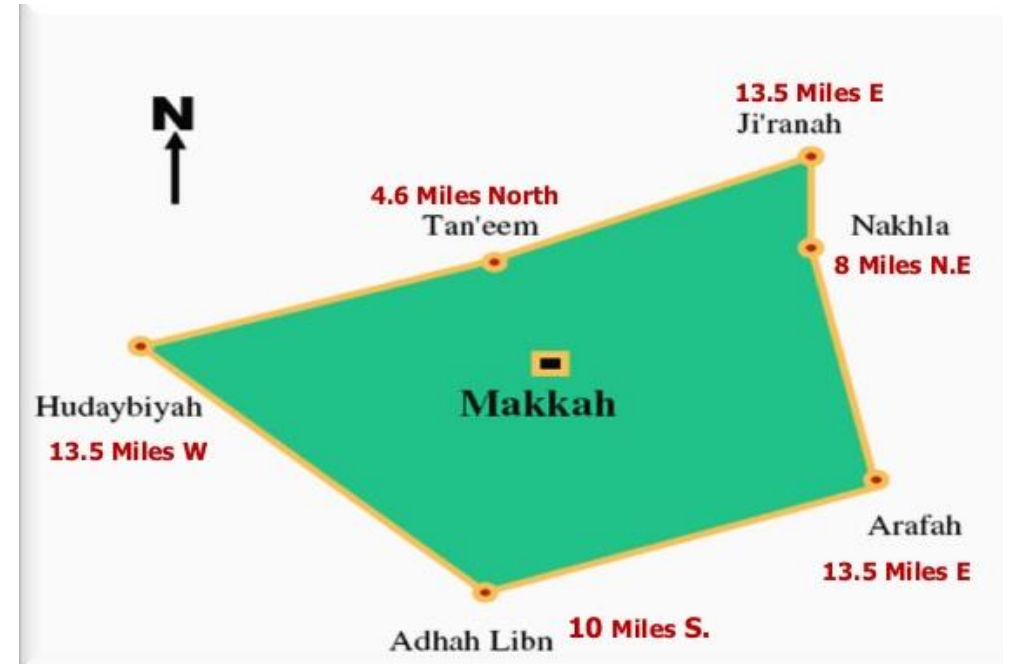 N
13.5 Miles E
Ji'ranah
4.6 Miles North
Tan'eem
Nakhla
8 Miles N.E
Makkah
Hudaybiyah
13.5 Miles W
Arafah
13.5 Miles E
Adhah Libn 10 Miles S.